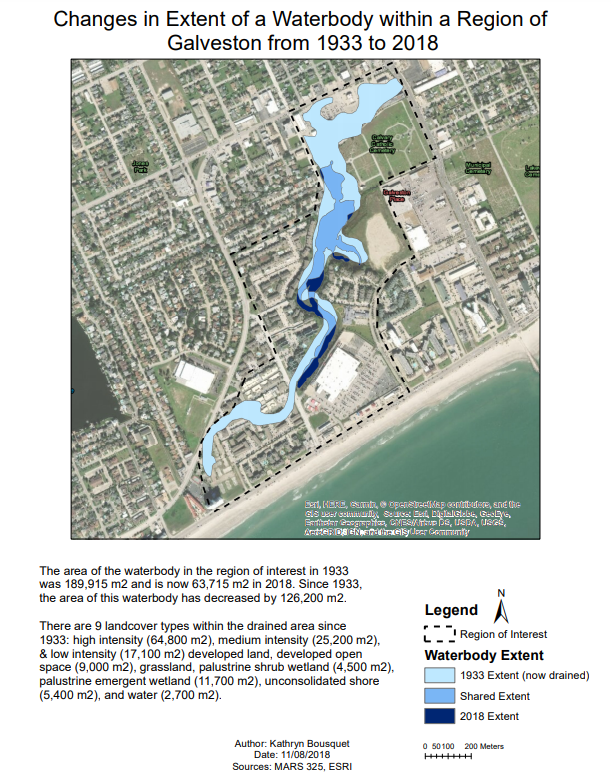 Changes in Extent of a Waterbody within a Region of
Galveston from 1933 to 2018
Calvary
Catholic
Cemetery
Jones
Park
Municipal
Cemetery
Lake
Ceme
Galveston
Place
Esri, HERE, Garmin, © OpenStreetMap contributors, and the
GIS user community, Source: Esri, DigitalGlobe, GeoEye,
Earthstar Geographics, CNES/Airbus DS, USDA, USGS,
AeroGRID, IGN, and the GIS User Community
The area of the waterbody in the region of interest in 1933
was 189,915 m2 and is now 63,715 m2 in 2018. Since 1933,
the area of this waterbody has decreased by 126,200 m2.
There are 9 landcover types within the drained area since
1933: high intensity (64,800 m2), medium intensity (25,200 m2),
& low intensity (17,100 m2) developed land, developed open
space (9,000 m2), grassland, palustrine shrub wetland (4,500 m2),
palustrine emergent wetland (11,700 m2), unconsolidated shore
(5,400 m2), and water (2,700 m2).
N
Legend
Region of Interest
Waterbody Extent
1933 Extent (now drained)
Shared Extent
2018 Extent
0 50 100 200 Meters
Author: Kathryn Bousquet
Date: 11/08/2018
Sources: MARS 325, ESRI